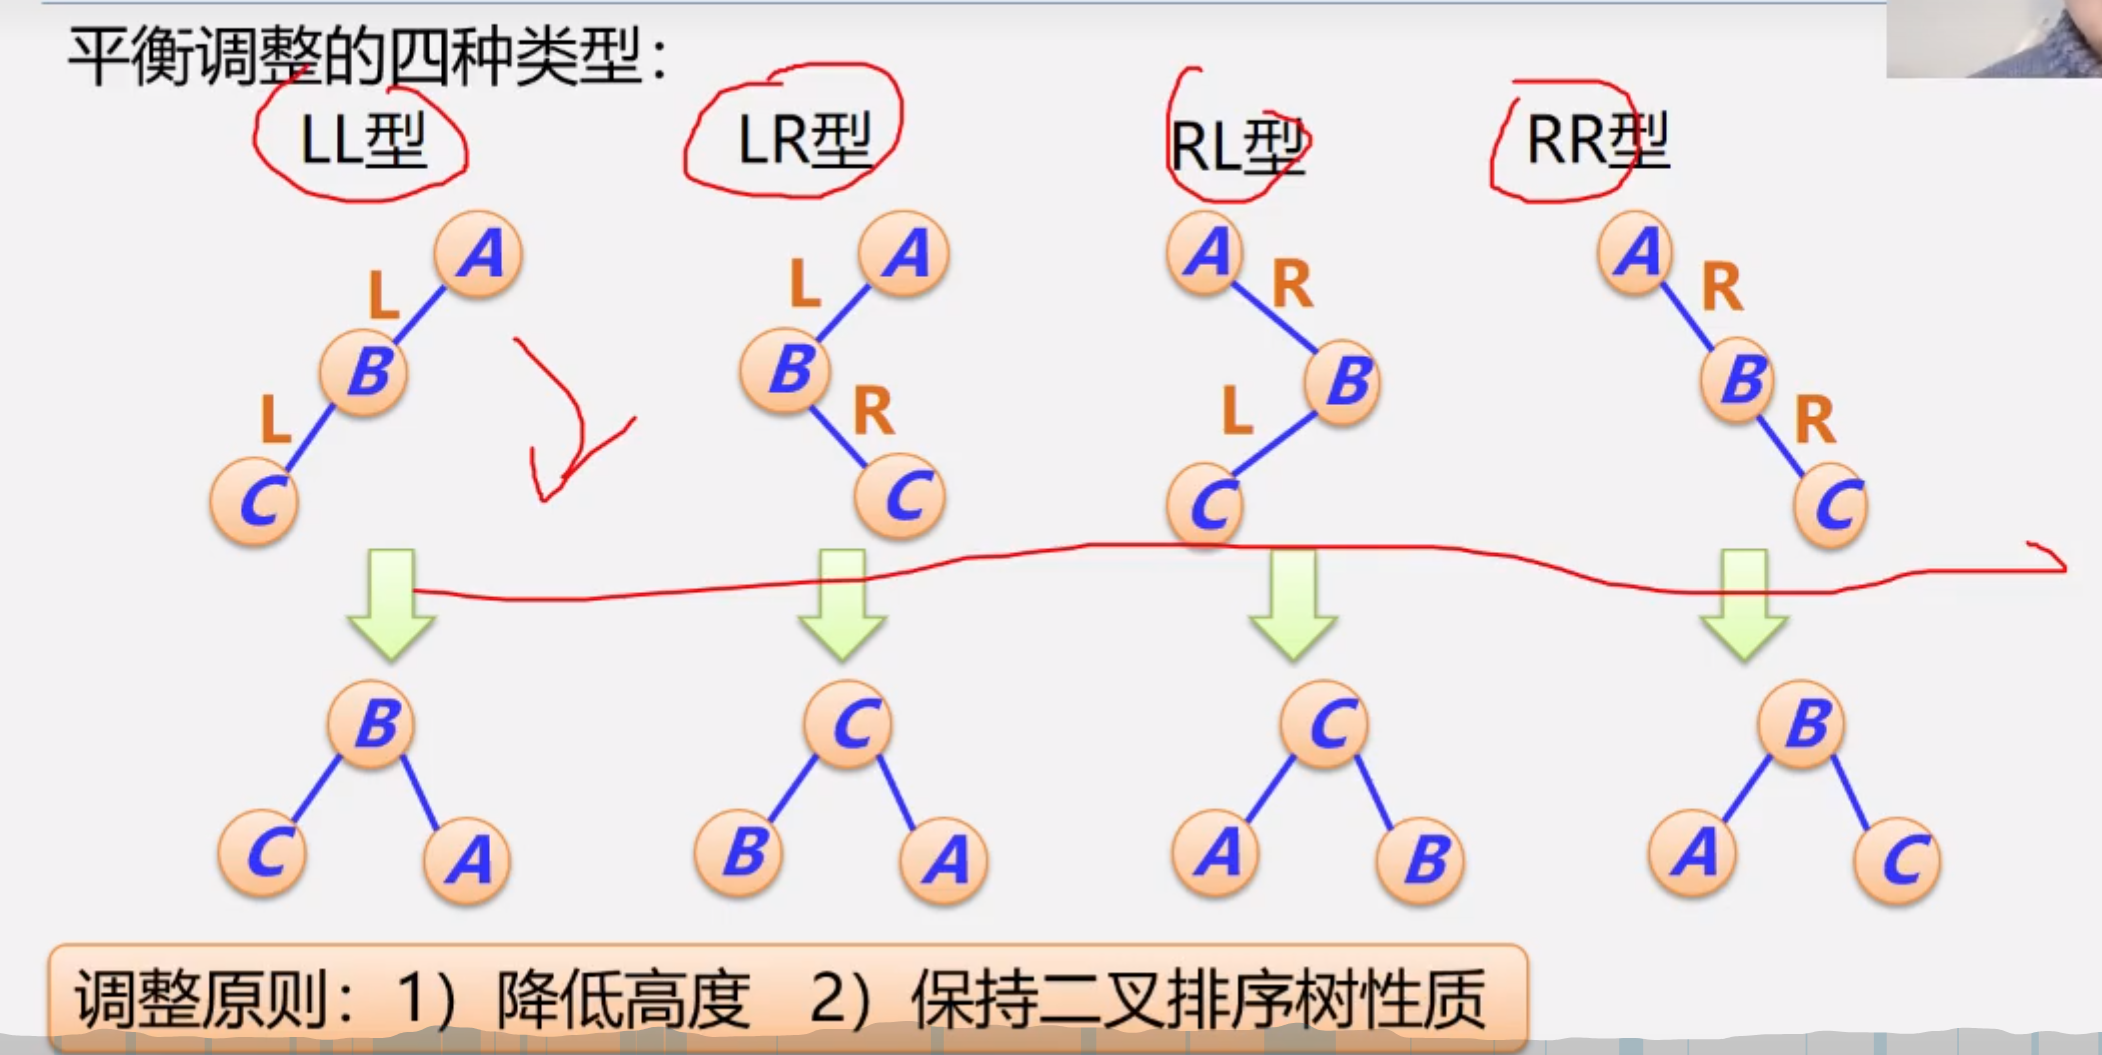 平衡调整的四种类型：
LL型 LR型 RL型 RR型
A A A A
L L R R
B B B B
L R L R
C C C C
B C C B
C A B A A B A C
调整原则：1）降低高度 2）保持二叉排序树性质